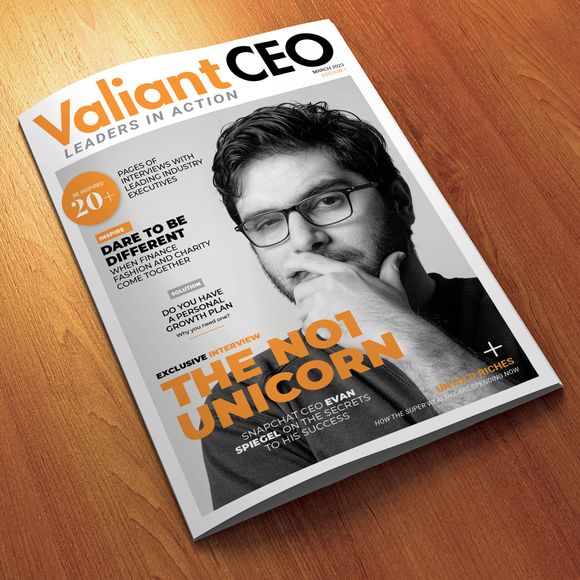 Valiant CEO
LEADERS IN ACTION
MARCH 2023
EDITION 1
BE INSPIRED
20+
PAGES OF
INTERVIEWS WITH
LEADING INDUSTRY
EXECUTIVES
INSPIRE
DARE TO BE
DIFFERENT
WHEN FINANCE
FASHION AND CHARITY
COME TOGETHER
SOLUTION
DO YOU HAVE
A PERSONAL
GROWTH PLAN
Why you need one?
EXCLUSIVE INTERVIEW
THE NO1
UNICORN
SNAPCHAT CEO EVAN
SPIEGEL ON THE SECRETS
TO HIS SUCCESS
+
UNTOLD RICHES
HOW THE SUPER WEALTHY ARE SPENDING NOW